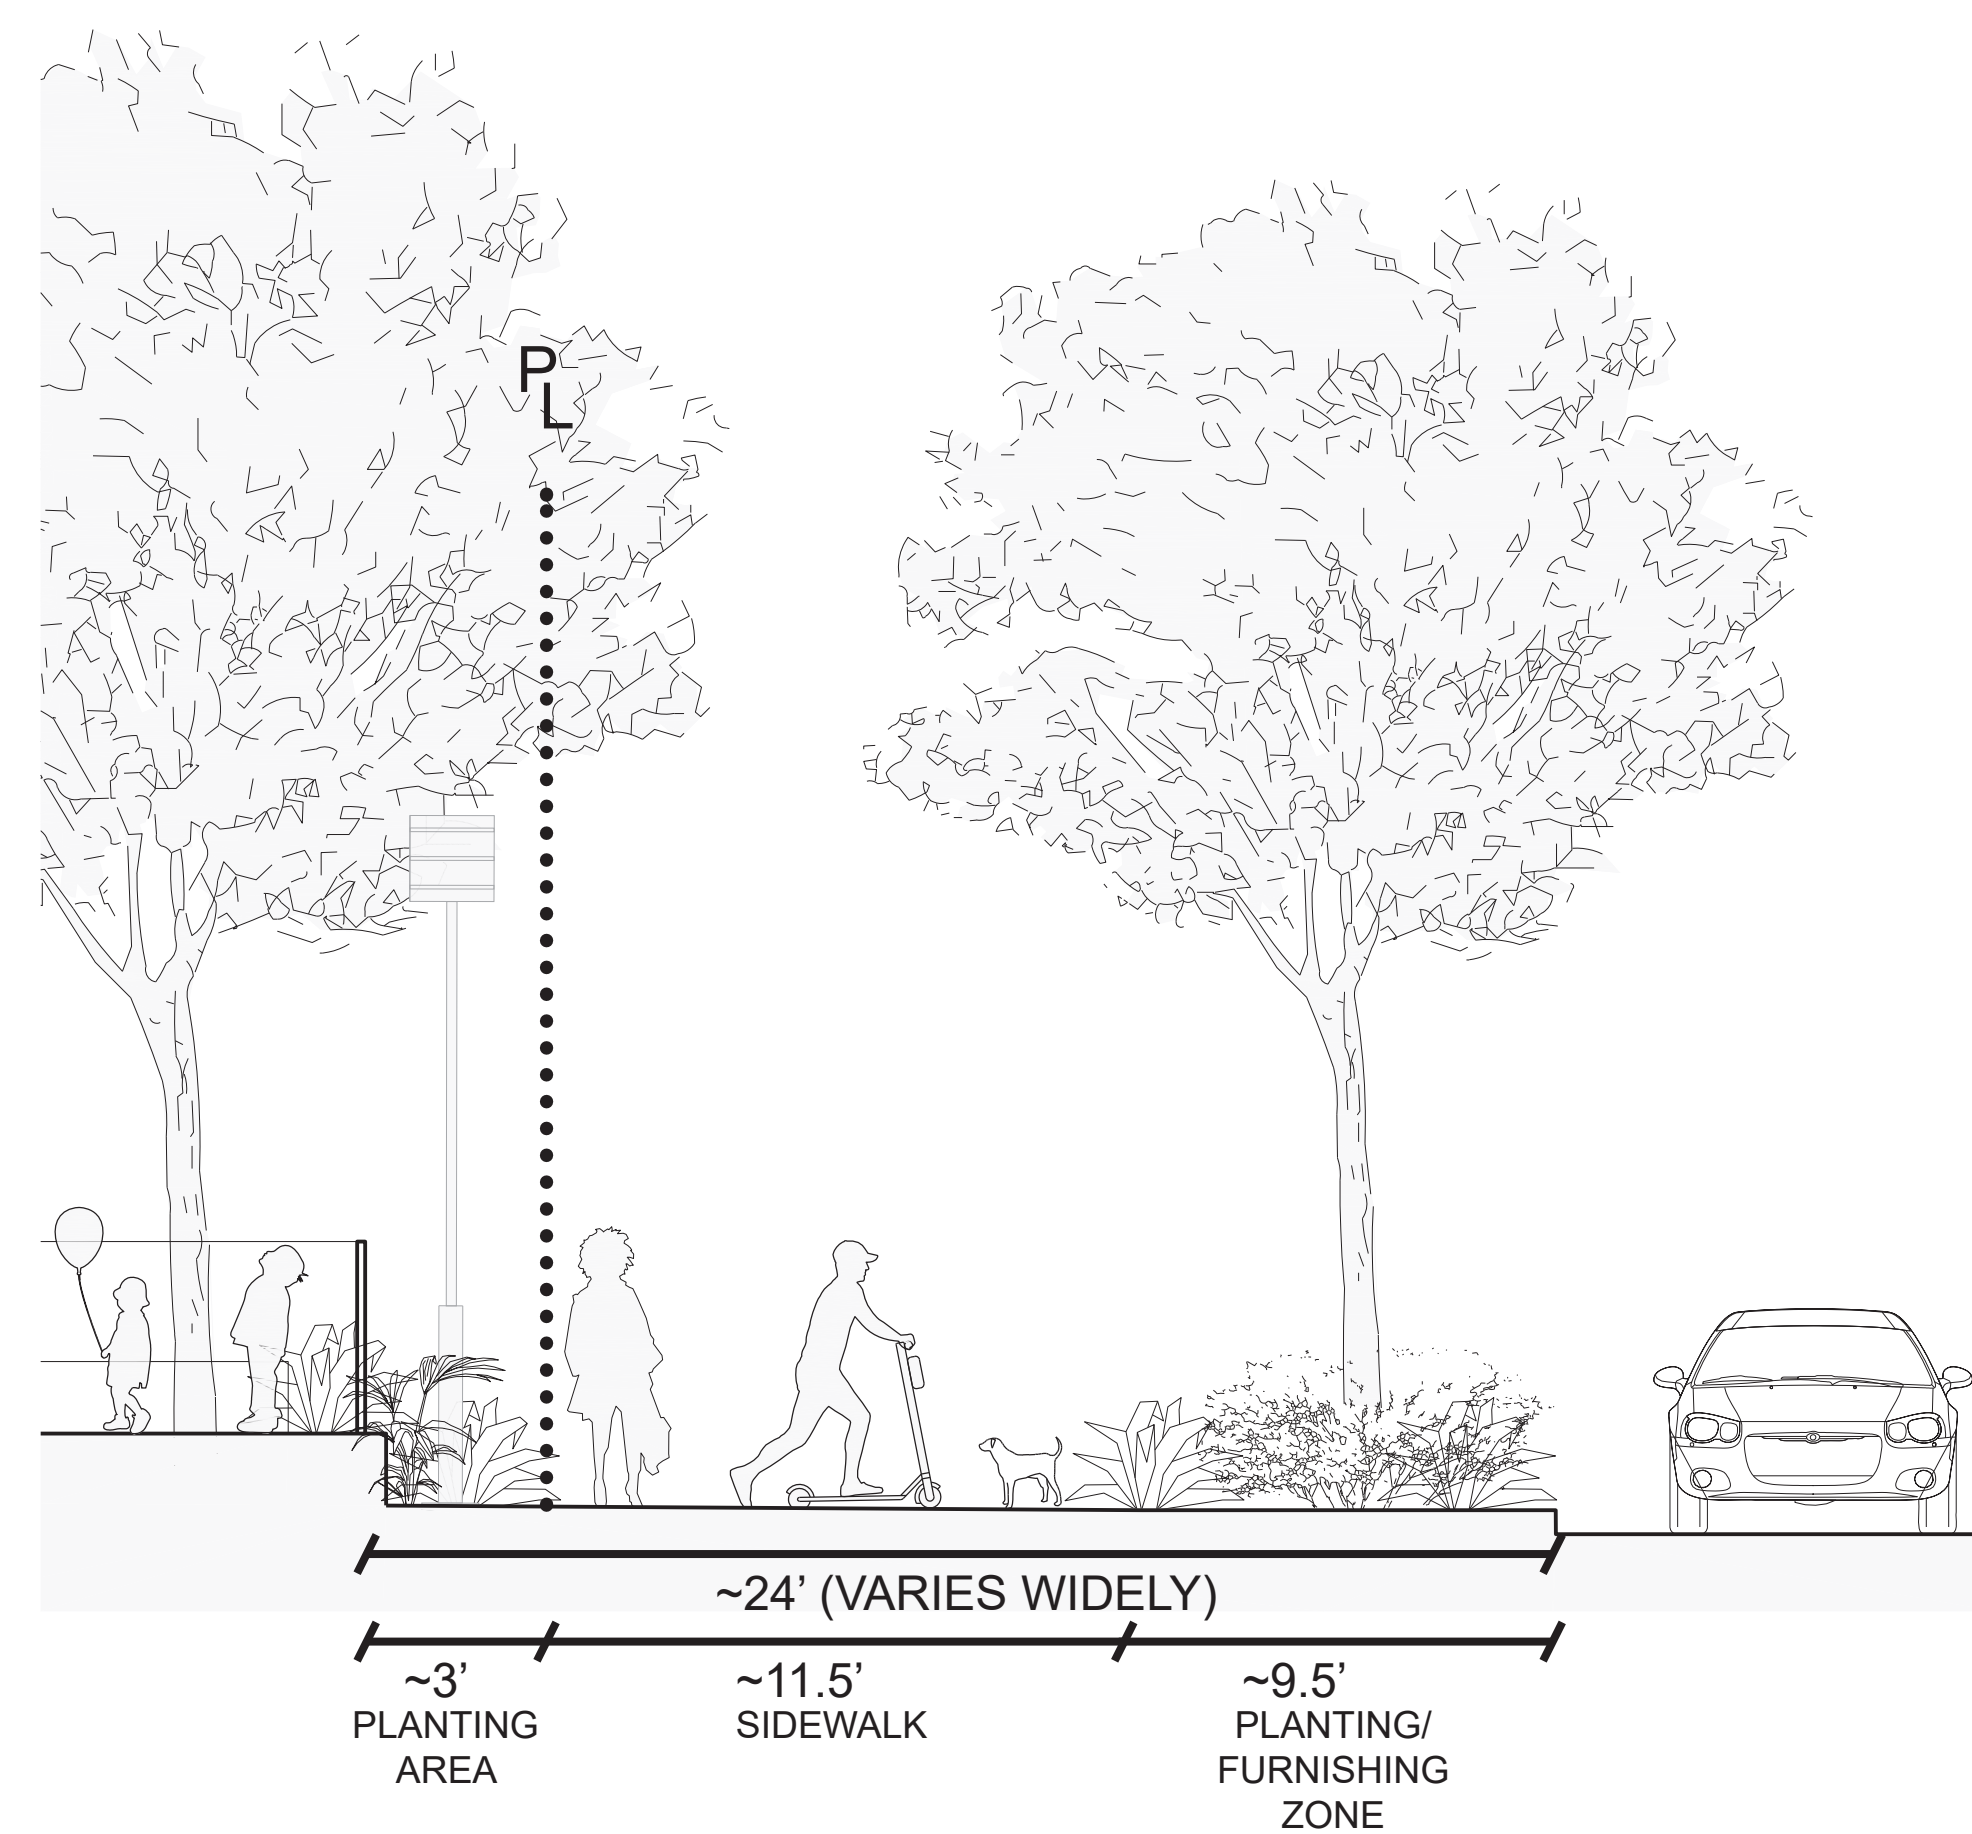 P
L
~24’ (VARIES WIDELY)
~3’
PLANTING
AREA
~11.5’
SIDEWALK
~9.5’
PLANTING/
FURNISHING
ZONE